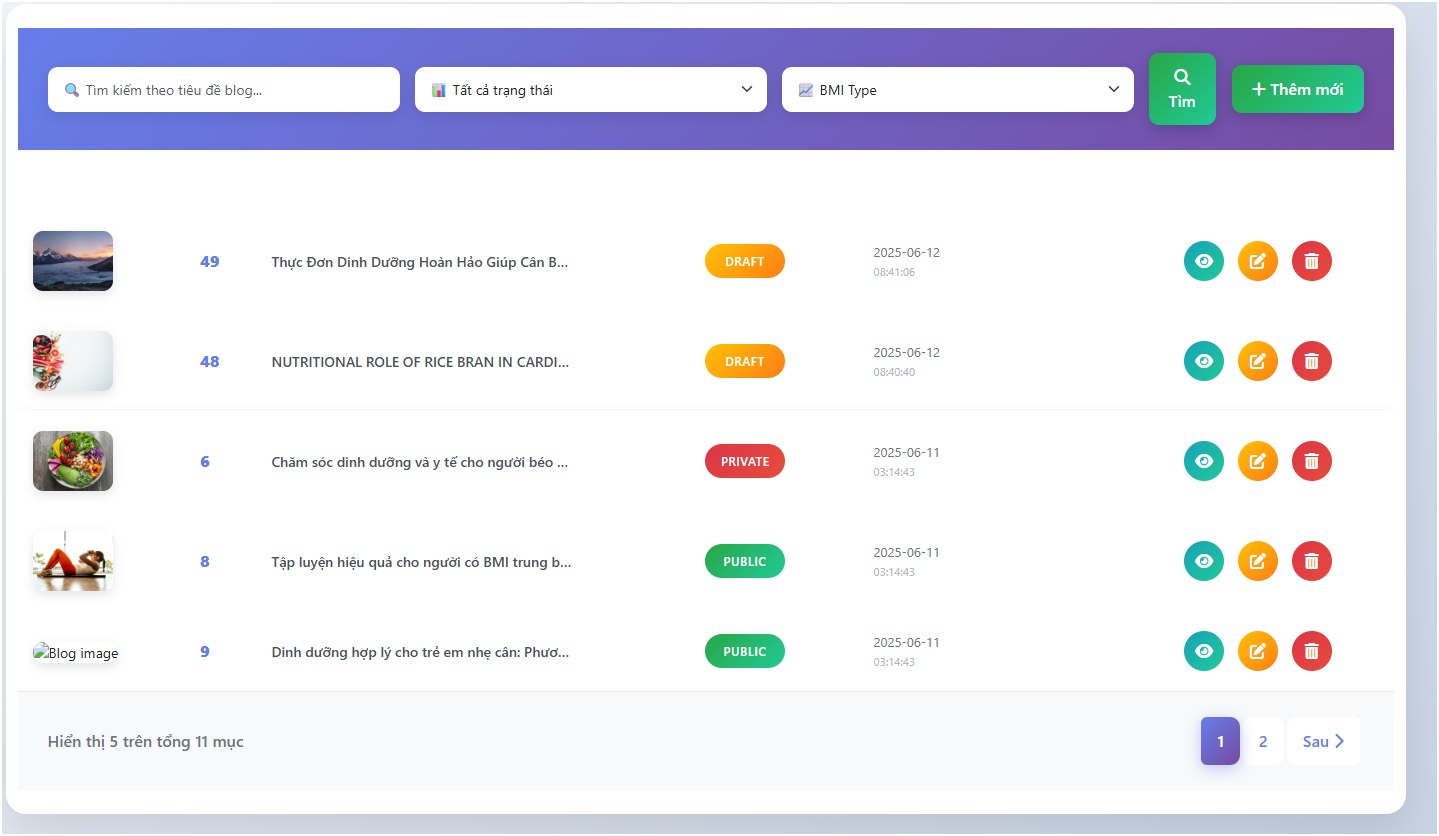 Tìm kiếm theo tiêu đề blog...
Tất cả trạng thái
BMI Type
Tìm
Thêm mới
49 Thực Đơn Dinh Dưỡng Hoàn Hảo Giúp Cân B... DRAFT 2025-06-12
08:41:06
48 NUTRITIONAL ROLE OF RICE BRAN IN CARDI... DRAFT 2025-06-12
08:40:40
6 Chăm sóc dinh dưỡng và y tế cho người béo ... PRIVATE 2025-06-11
03:14:43
8 Tập luyện hiệu quả cho người có BMI trung b... PUBLIC 2025-06-11
03:14:43
Blog image 9 Dinh dưỡng hợp lý cho trẻ em nhẹ cân: Phươ... PUBLIC 2025-06-11
03:14:43
Hiển thị 5 trên tổng 11 mục
1 2 Sau